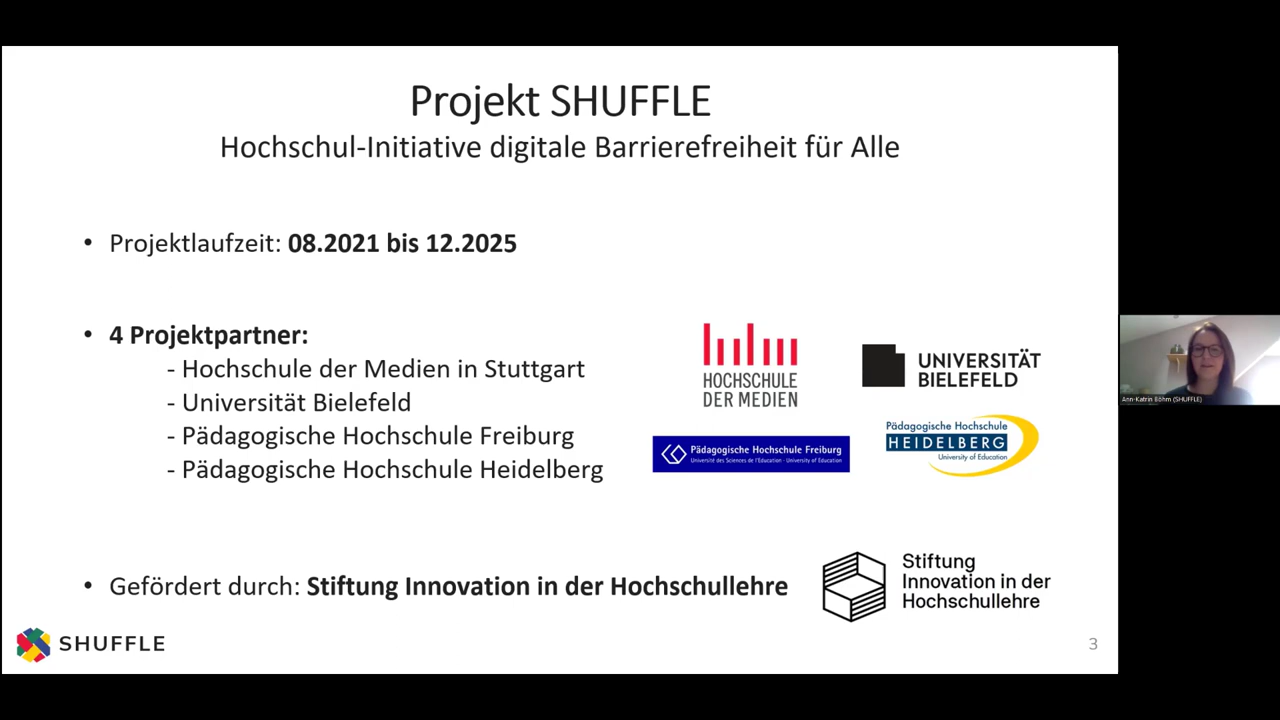 Projekt SHUFFLE
Hochschul-Initiative digitale Barrierefreiheit für Alle
• Projektlaufzeit: 08.2021 bis 12.2025
• 4 Projektpartner:
- Hochschule der Medien in Stuttgart
- Universität Bielefeld
- Pädagogische Hochschule Freiburg
- Pädagogische Hochschule Heidelberg
HOCHSCHULE
DER MEDIEN
UNIVERSITÄT
BIELEFELD
Pädagogische Hochschule Freiburg
Université des Sciences de l'Education · University of Education
Pädagogische Hochschule
HEIDELBERG
University of Education
Ann-Katrin Böhm (SHUFFLE)
• Gefördert durch: Stiftung Innovation in der Hochschullehre
Stiftung
Innovation in der
Hochschullehre
SHUFFLE
3